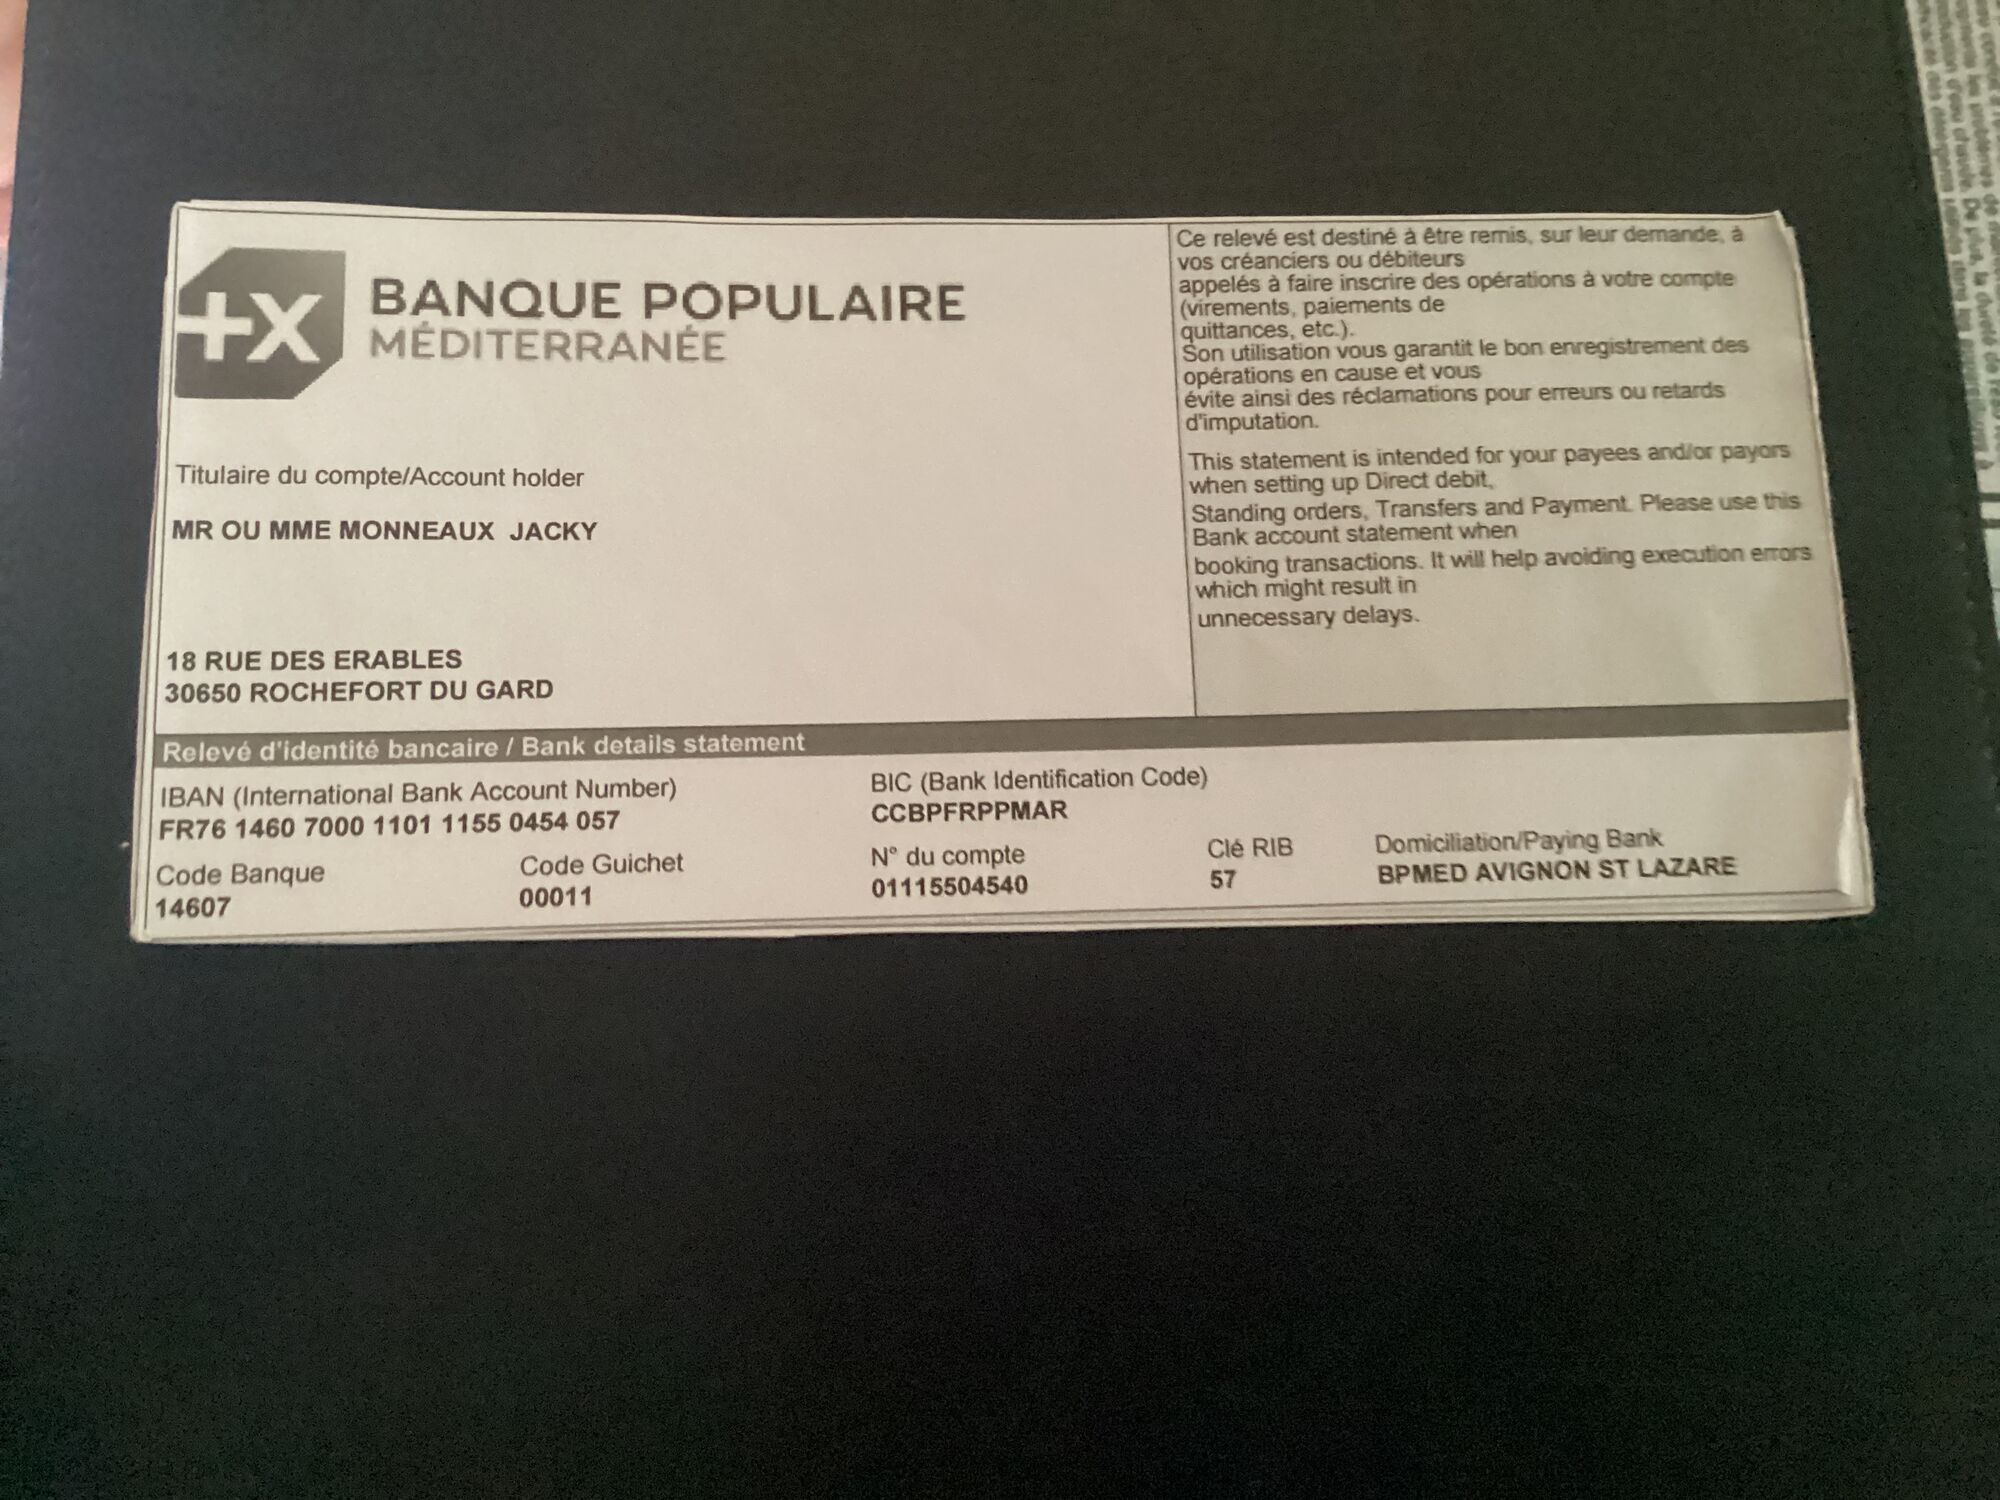 +X
BANQUE POPULAIRE
MÉDITERRANÉE
Titulaire du compte/Account holder
MR OU MME MONNEAUX JACKY
18 RUE DES ERABLES
30650 ROCHEFORT DU GARD
Ce relevé est destiné à être remis, sur leur demande, à
vos créanciers ou débiteurs
appelés à faire inscrire des opérations à votre compte
(virements, paiements de
quittances, etc.).
Son utilisation vous garantit le bon enregistrement des
opérations en cause et vous
évite ainsi des réclamations pour erreurs ou retards
d'imputation.
This statement is intended for your payees and/or payors
when setting up Direct debit,
Standing orders, Transfers and Payment. Please use this
Bank account statement when
booking transactions. It will help avoiding execution errors
which might result in
unnecessary delays.
Relevé d'identité bancaire / Bank details statement
IBAN (International Bank Account Number)
FR76 1460 7000 1101 1155 0454 057
BIC (Bank Identification Code)
CCBPFRPPMAR
Code Banque
14607
Code Guichet
00011
N° du compte
01115504540
Clé RIB
57
Domiciliation/Paying Bank
BPMED AVIGNON ST LAZARE